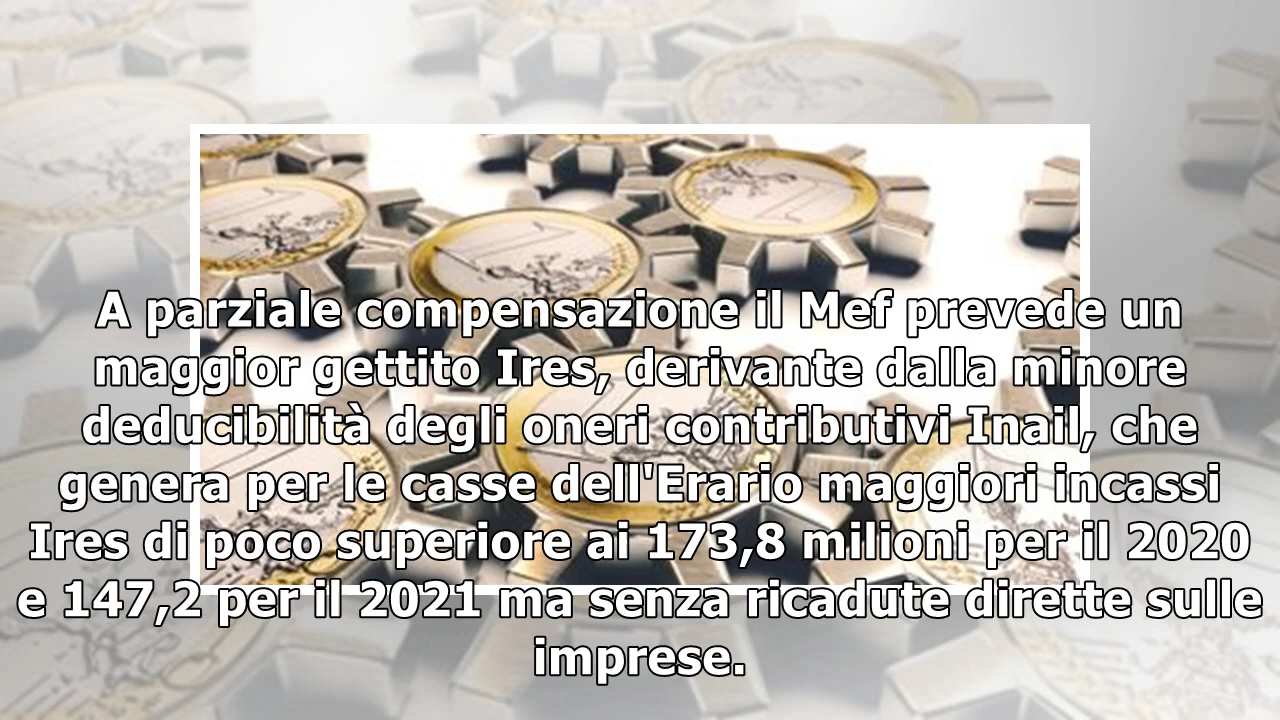 A parziale compensazione il Mef prevede un
maggior gettito Ires, derivante dalla minore
deducibilità degli oneri contributivi Inail, che
genera per le casse dell'Erario maggiori incassi
Ires di poco superiore ai 173,8 milioni per il 2020
e 147,2 per il 2021 ma senza ricadute dirette sulle
imprese.